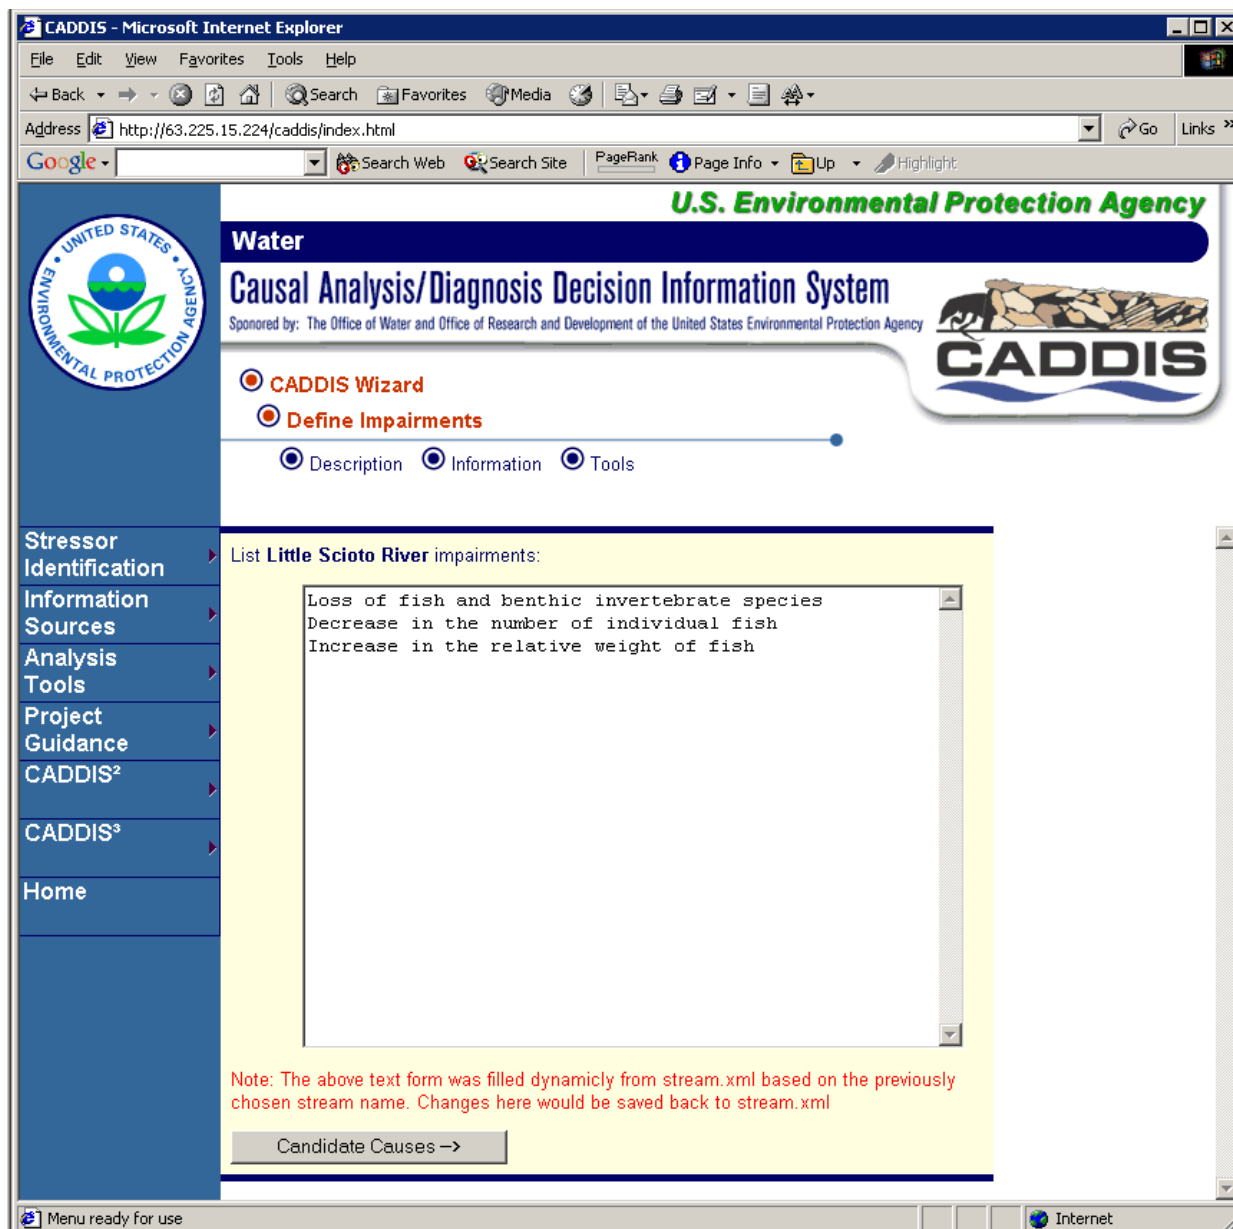 CADDIS - Microsoft Internet Explorer
File Edit View Favorites Tools Help
Back Search Favorites Media
Address http://63.225.15.224/caddis/index.html Go Links »
Google Search Web Search Site PageRank Page Info Up Highlight
U.S. Environmental Protection Agency
UNITED STATES • ENVIRONMENTAL PROTECTION AGENCY •
Water
Causal Analysis/Diagnosis Decision Information System
Sponored by: The Office of Water and Office of Research and Development of the United States Environmental Protection Agency
CADDIS
CADDIS Wizard
Define Impairments
Description Information Tools
Stressor
Identification
Information
Sources
Analysis
Tools
Project
Guidance
CADDIS²
CADDIS³
Home
List Little Scioto River impairments:
Loss of fish and benthic invertebrate species
Decrease in the number of individual fish
Increase in the relative weight of fish
Note: The above text form was filled dynamicly from stream.xml based on the previously
chosen stream name. Changes here would be saved back to stream.xml
Candidate Causes -->
Menu ready for use Internet